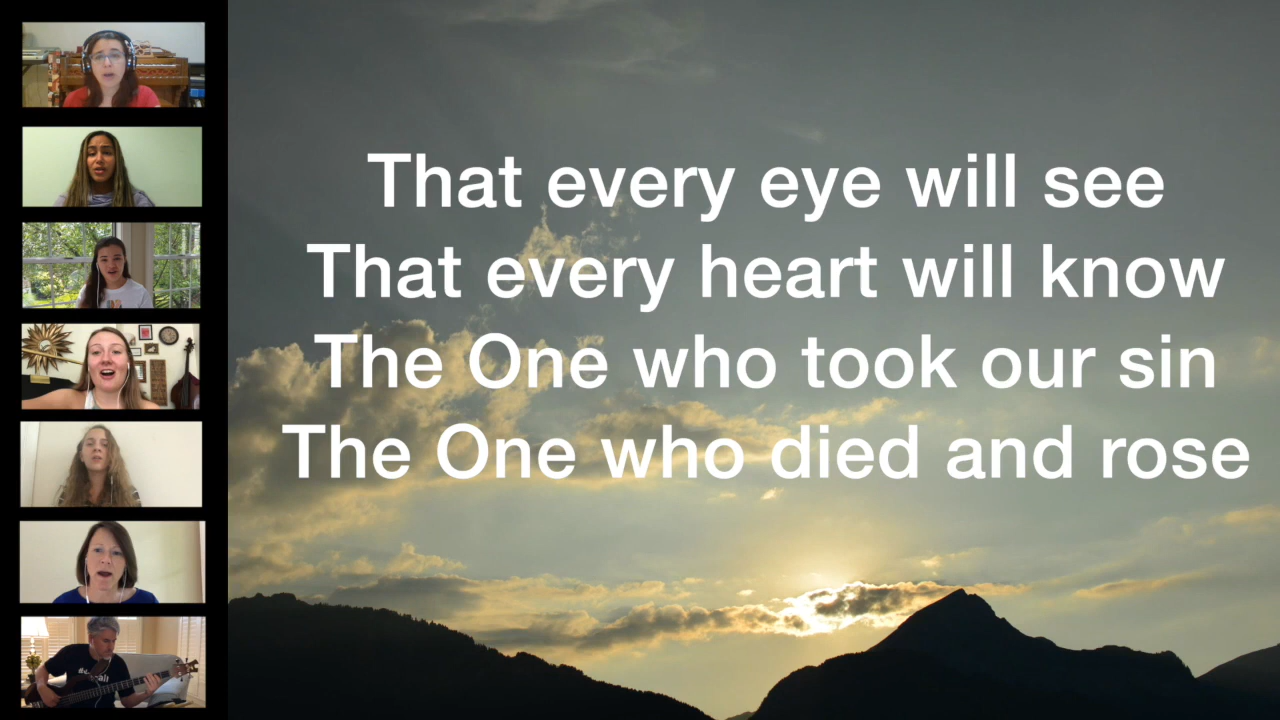 That every eye will see
That every heart will know
The One who took our sin
The One who died and rose